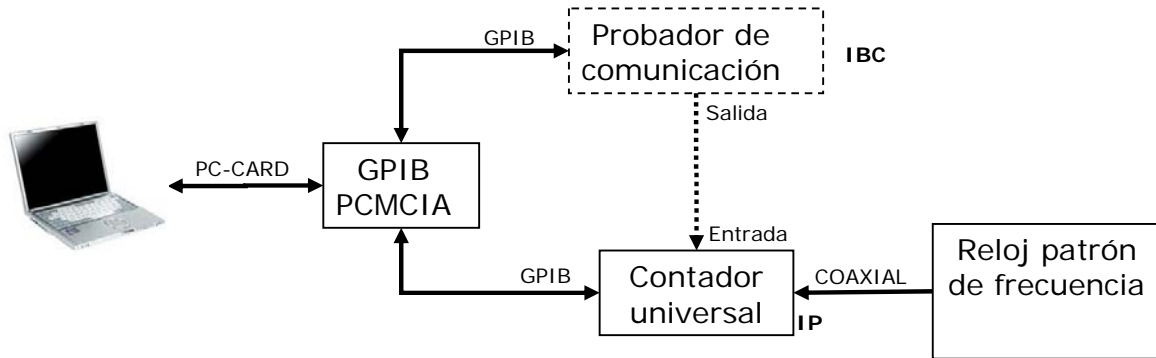 GPIB
Probador de
comunicación
IBC
Salida
PC-CARD
GPIB
PCMCIA
Entrada
GPIB
Contador
universal
IP
COAXIAL
Reloj patrón
de frecuencia